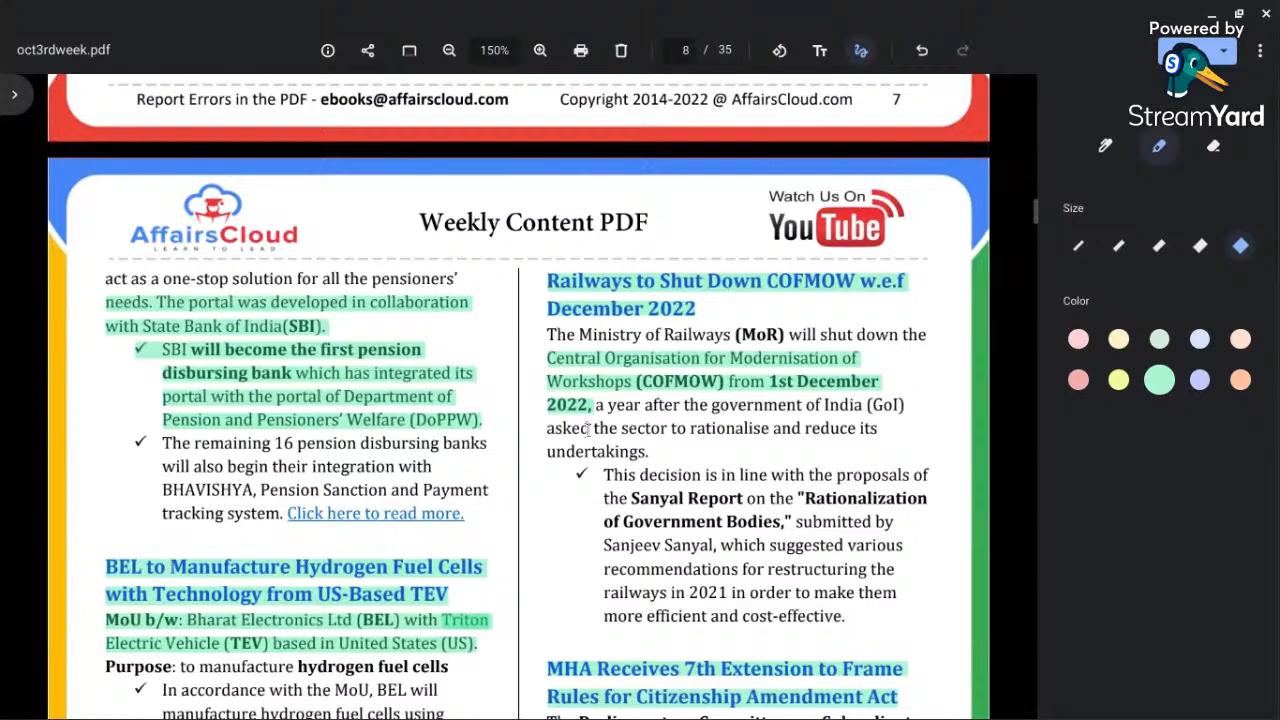 oct3rdweek.pdf
150%
8 / 35
Powered by
StreamYard
Report Errors in the PDF - ebooks@affairscloud.com Copyright 2014-2022 @ AffairsCloud.com 7
AffairsCloud
LEARN TO LEAD
Weekly Content PDF
Watch Us On
YouTube
act as a one-stop solution for all the pensioners'
needs. The portal was developed in collaboration
with State Bank of India(SBI).
✓ SBI will become the first pension
disbursing bank which has integrated its
portal with the portal of Department of
Pension and Pensioners' Welfare (DoPPW).
✓ The remaining 16 pension disbursing banks
will also begin their integration with
BHAVISHYA, Pension Sanction and Payment
tracking system. Click here to read more.
BEL to Manufacture Hydrogen Fuel Cells
with Technology from US-Based TEV
MoU b/w: Bharat Electronics Ltd (BEL) with Triton
Electric Vehicle (TEV) based in United States (US).
Purpose: to manufacture hydrogen fuel cells
✓ In accordance with the MoU, BEL will
manufacture hydrogen fuel cells using
Railways to Shut Down COFMOW w.e.f
December 2022
The Ministry of Railways (MoR) will shut down the
Central Organisation for Modernisation of
Workshops (COFMOW) from 1st December
2022, a year after the government of India (GoI)
asked the sector to rationalise and reduce its
undertakings.
✓ This decision is in line with the proposals of
the Sanyal Report on the "Rationalization
of Government Bodies," submitted by
Sanjeev Sanyal, which suggested various
recommendations for restructuring the
railways in 2021 in order to make them
more efficient and cost-effective.
MHA Receives 7th Extension to Frame
Rules for Citizenship Amendment Act
The Parliamentary Committee on Subordinate
Size
Color